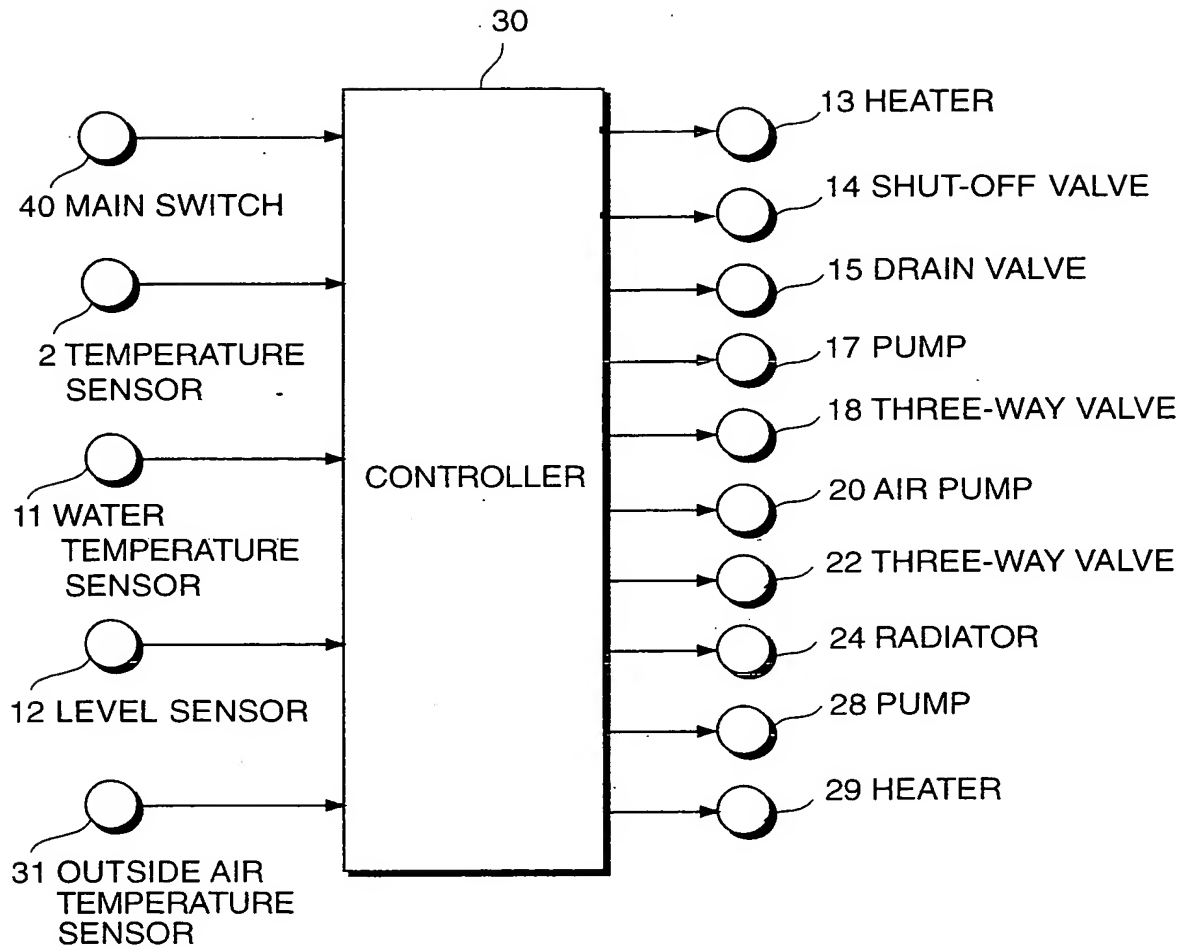 30
40 MAIN SWITCH
2 TEMPERATURE
SENSOR
11 WATER
TEMPERATURE
SENSOR
12 LEVEL SENSOR
31 OUTSIDE AIR
TEMPERATURE
SENSOR
CONTROLLER
13 HEATER
14 SHUT-OFF VALVE
15 DRAIN VALVE
17 PUMP
18 THREE-WAY VALVE
20 AIR PUMP
22 THREE-WAY VALVE
24 RADIATOR
28 PUMP
29 HEATER